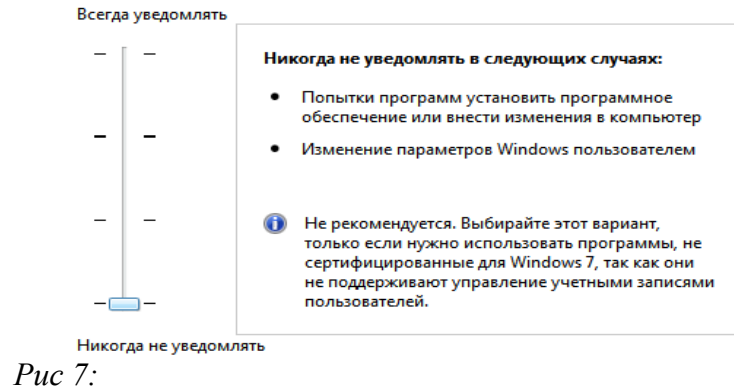 Всегда уведомлять
Никогда не уведомлять в следующих случаях:
• Попытки программ установить программное
обеспечение или внести изменения в компьютер
• Изменение параметров Windows пользователем
Не рекомендуется. Выбирайте этот вариант,
только если нужно использовать программы, не
сертифицированные для Windows 7, так как они
не поддерживают управление учетными записями
пользователей.
Никогда не уведомлять
Рис 7: